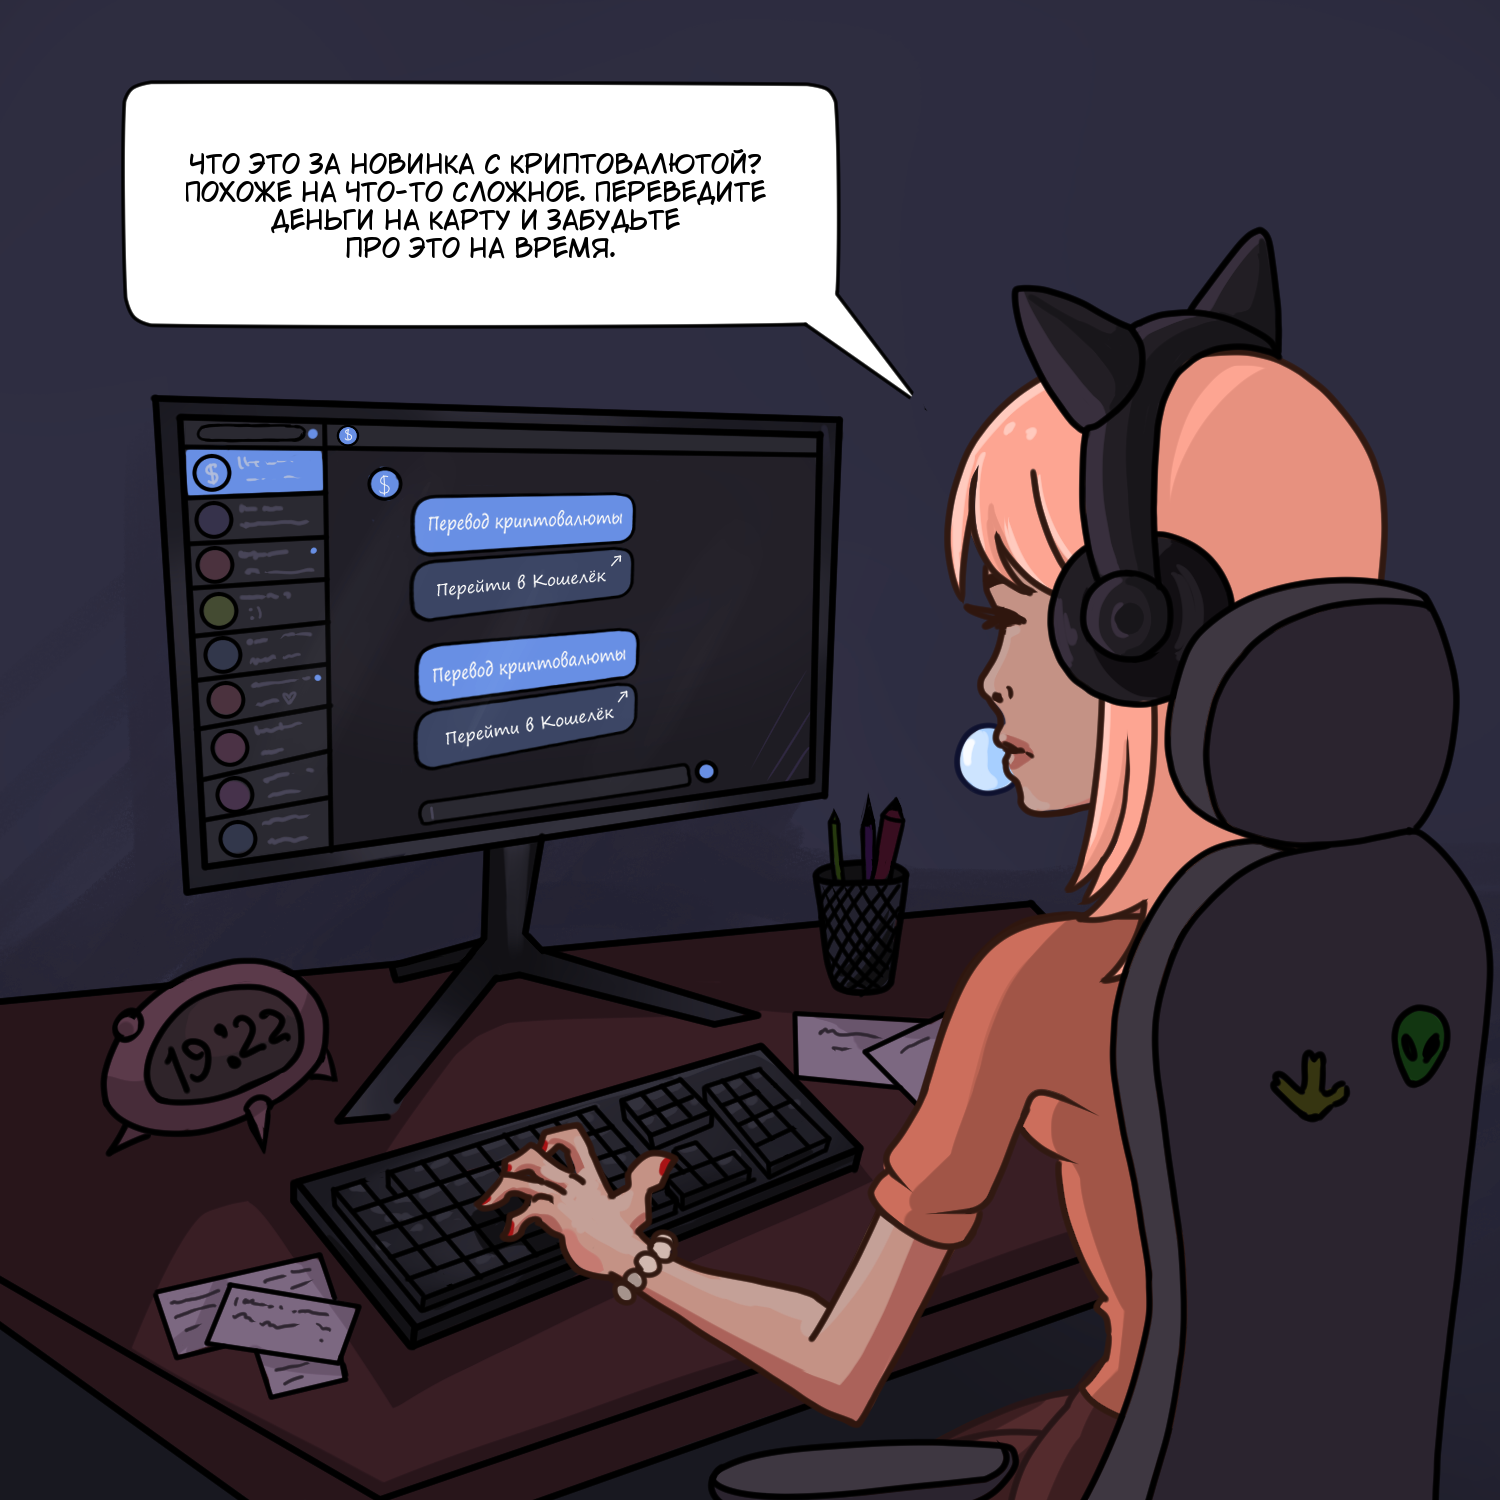 ЧТО ЭТО ЗА НОВИНКА С КРИПТОВАЛЮТОЙ?
ПОХОЖЕ НА ЧТО-ТО СЛОЖНОЕ. ПЕРЕВЕДИТЕ
ДЕНЬГИ НА КАРТУ И ЗАБУДЬТЕ
ПРО ЭТО НА ВРЕМЯ.
$
$
$
Перевод криптовалюты
Перейти в Кошелёк
Перевод криптовалюты
Перейти в Кошелёк
:)
19:22